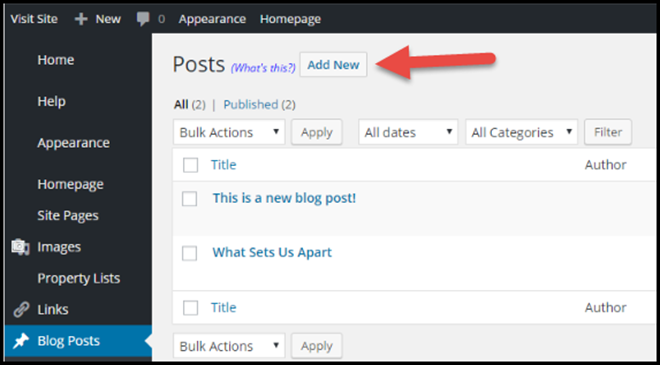 Visit Site New 0 Appearance Homepage
Home
Help
Appearance
Homepage
Site Pages
Images
Property Lists
Links
Blog Posts
Posts (What's this?) Add New
All (2) | Published (2)
Bulk Actions Apply All dates All Categories Filter
Title Author
This is a new blog post!
What Sets Us Apart
Title Author
Bulk Actions Apply